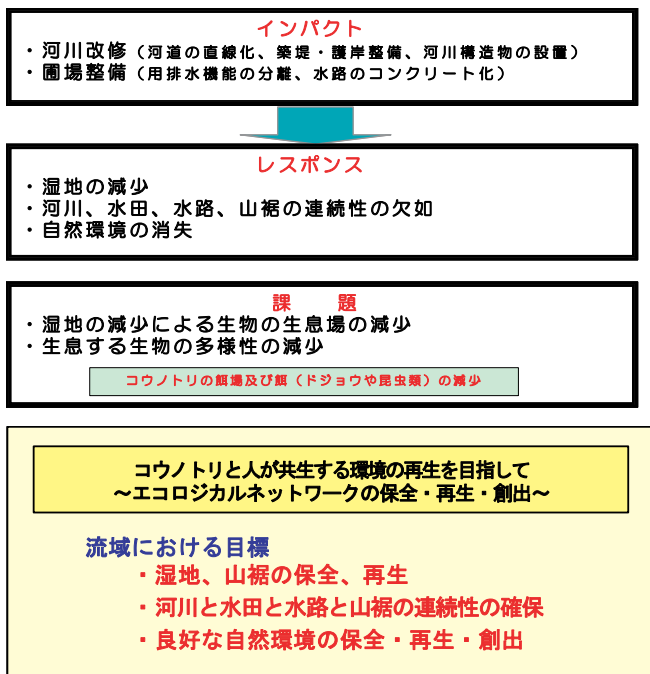 インパクト
・河川改修（河道の直線化、築堤・護岸整備、河川構造物の設置）
・圃場整備（用排水機能の分離、水路のコンクリート化）
レスポンス
・湿地の減少
・河川、水田、水路、山裾の連続性の欠如
・自然環境の消失
課　題
・湿地の減少による生物の生息場の減少
・生息する生物の多様性の減少
コウノトリの餌場及び餌（ドジョウや昆虫類）の減少
コウノトリと人が共生する環境の再生を目指して
～エコロジカルネットワークの保全・再生・創出～
流域における目標
・湿地、山裾の保全、再生
・河川と水田と水路と山裾の連続性の確保
・良好な自然環境の保全・再生・創出